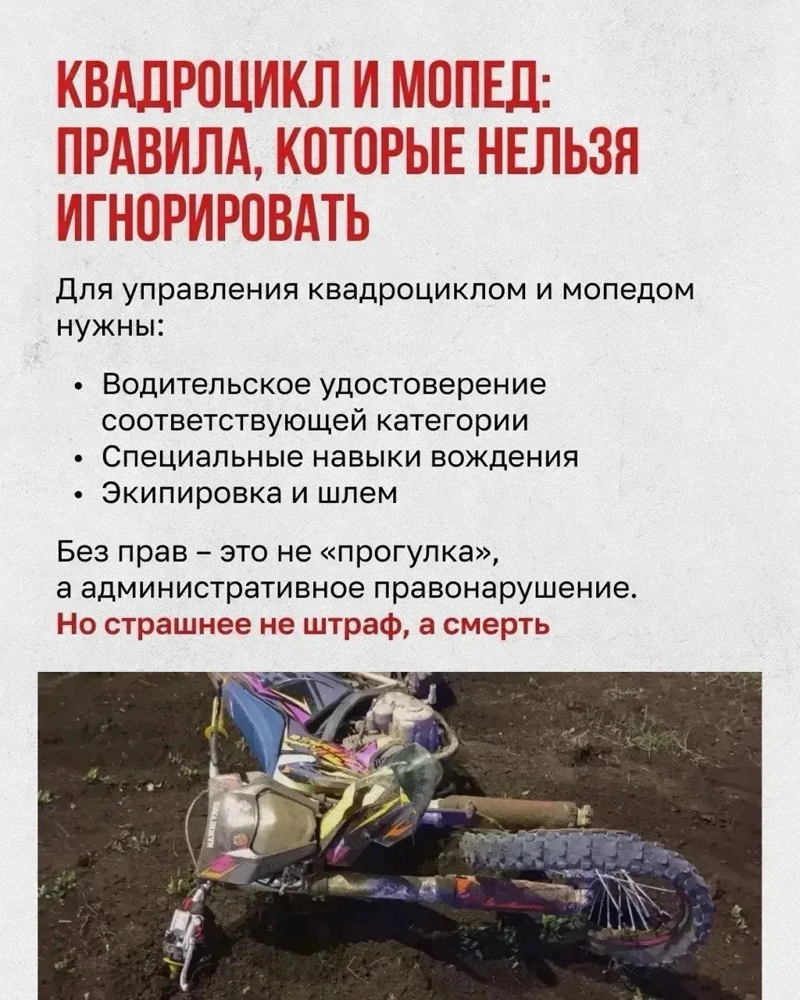 КВАДРОЦИКЛ И МОПЕД:
ПРАВИЛА, КОТОРЫЕ НЕЛЬЗЯ
ИГНОРИРОВАТЬ
Для управления квадроциклом и мопедом
нужны:
• Водительское удостоверение
соответствующей категории
• Специальные навыки вождения
• Экипировка и шлем
Без прав – это не «прогулка»,
а административное правонарушение.
Но страшнее не штраф, а смерть